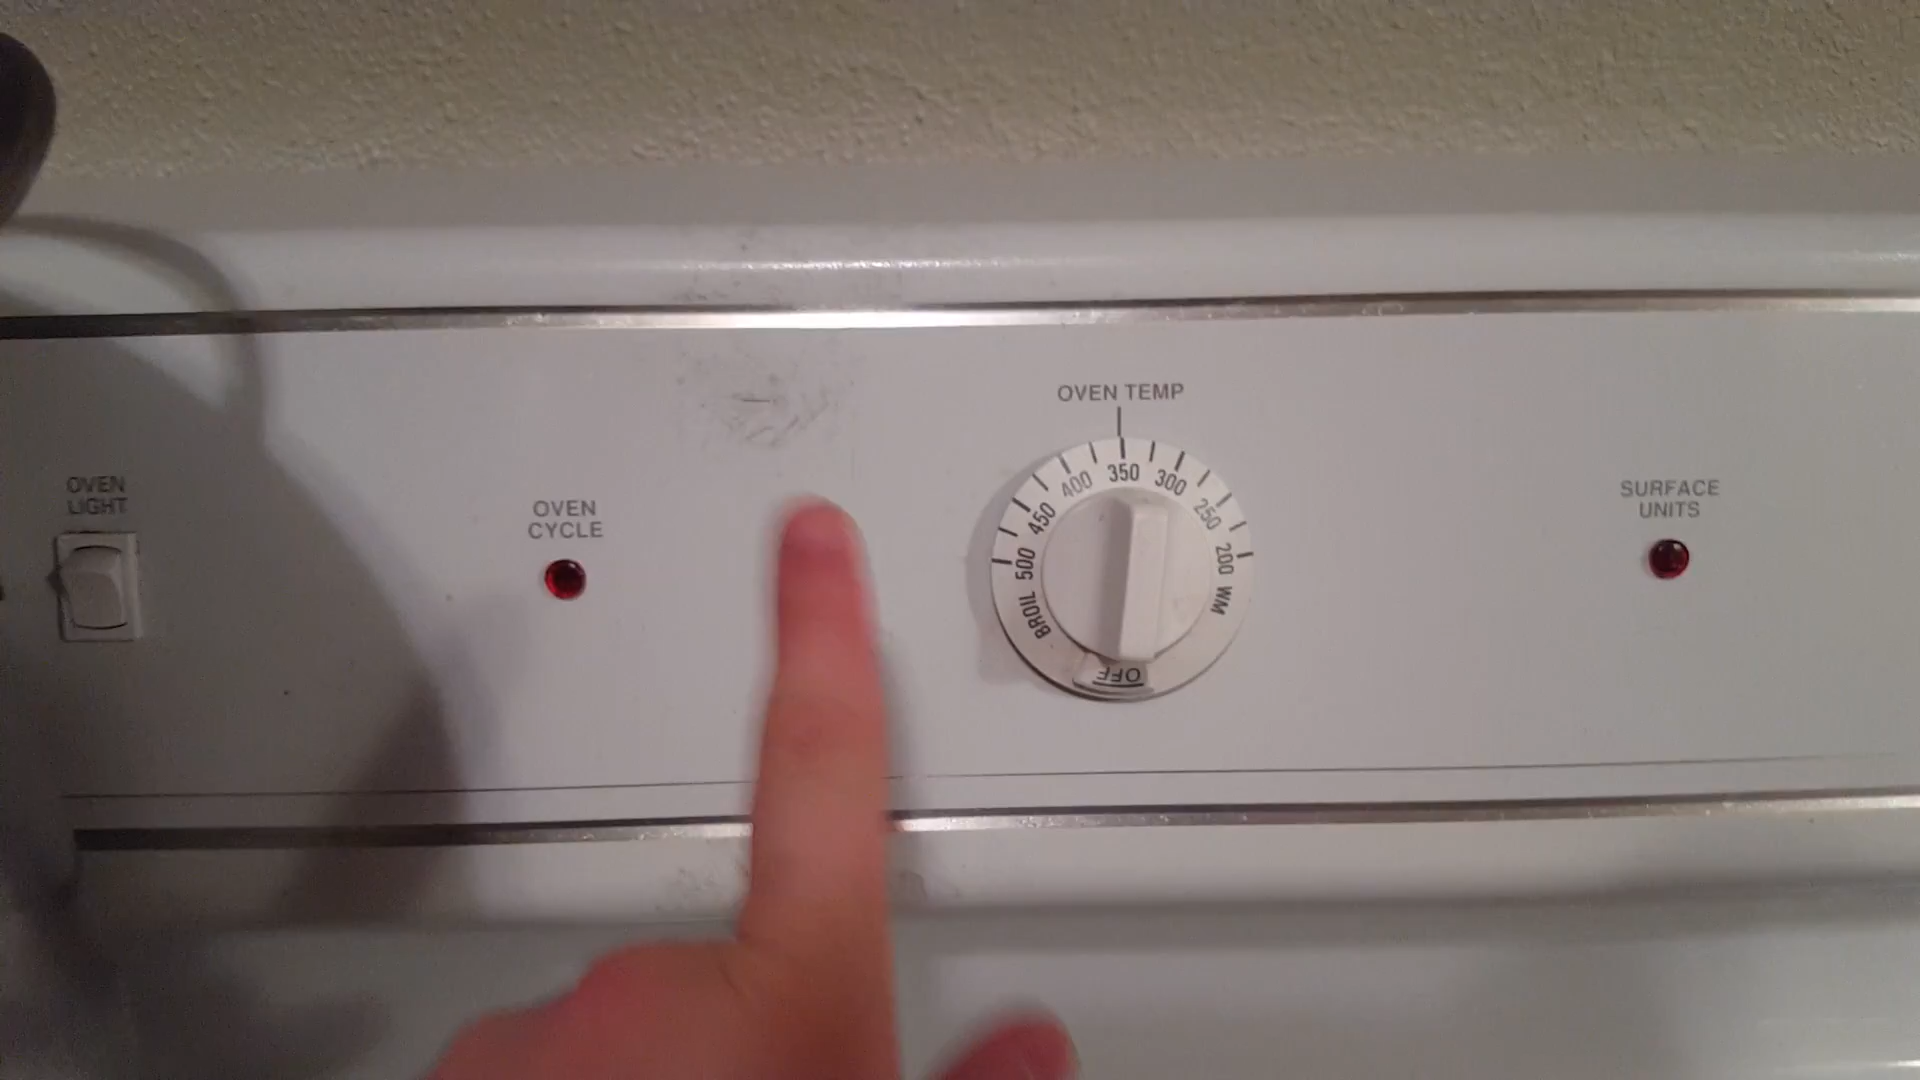 OVEN TEMP
OVEN
LIGHT
OVEN
CYCLE
SURFACE
UNITS
BROIL 500 450 400 350 300 250 200 WM
OFF